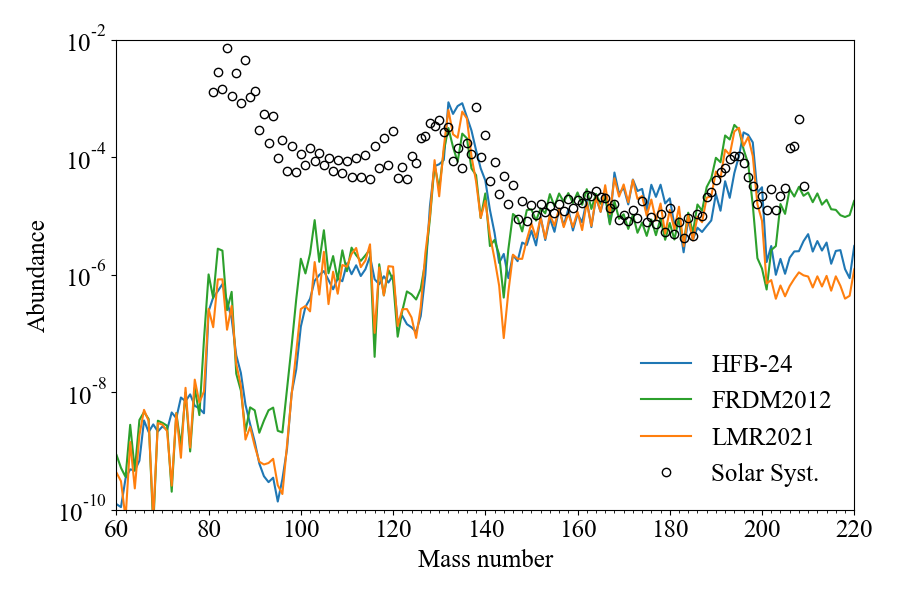 10^-2
10^-4
10^-6
10^-8
10^-10
Abundance
HFB-24
FRDM2012
LMR2021
Solar Syst.
60 80 100 120 140 160 180 200 220
Mass number